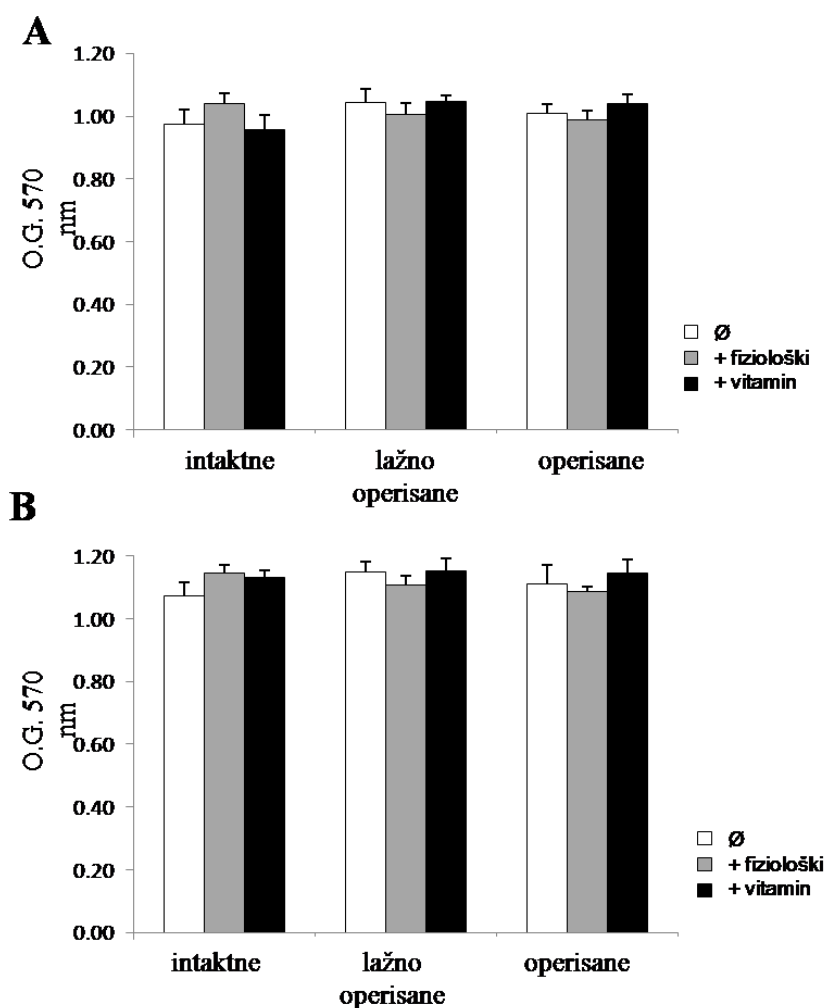 A
1.20
1.00
0.80
0.60
0.40
0.20
0.00
O.G. 570
nm
intaktne
lažno
operisane
operisane
Ø
+ fiziološki
+ vitamin
B
1.20
1.00
0.80
0.60
0.40
0.20
0.00
O.G. 570
nm
intaktne
lažno
operisane
operisane
Ø
+ fiziološki
+ vitamin